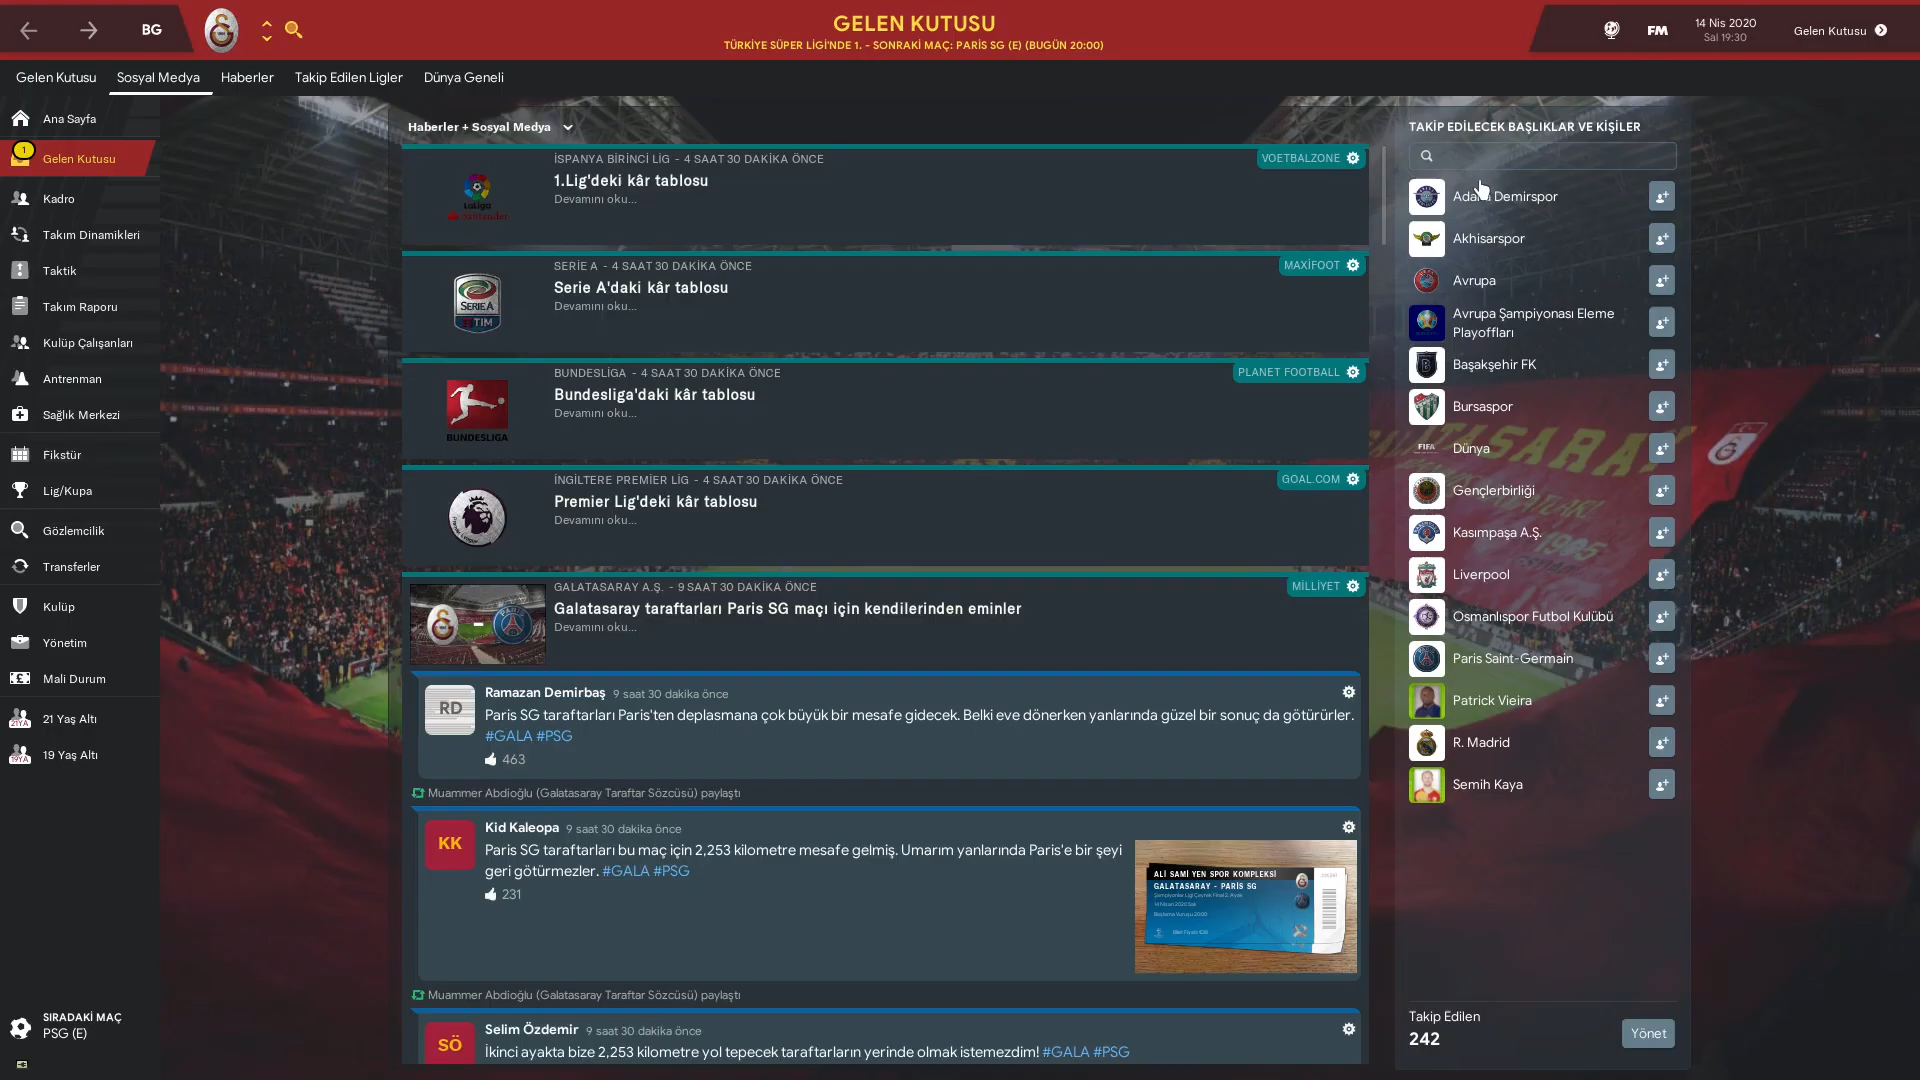 BG
GELEN KUTUSU
TÜRKİYE SÜPER LİGİ'NDE 1. - SONRAKİ MAÇ: PARİS SG (E) (BUGÜN 20:00)
FM
14 Nis 2020
Sal 19:30
Gelen Kutusu
Gelen Kutusu
Sosyal Medya
Haberler
Takip Edilen Ligler
Dünya Geneli
Ana Sayfa
1
Gelen Kutusu
Kadro
Takım Dinamikleri
Taktik
Takım Raporu
Kulüp Çalışanları
Antrenman
Sağlık Merkezi
Fikstür
Lig/Kupa
Gözlemcilik
Transferler
Kulüp
Yönetim
Mali Durum
21YA
21 Yaş Altı
19YA
19 Yaş Altı
SIRADAKİ MAÇ
PSG (E)
Haberler + Sosyal Medya
İSPANYA BİRİNCİ LİG - 4 SAAT 30 DAKİKA ÖNCE
VOETBALZONE
1.Lig'deki kâr tablosu
Devamını oku...
LaLiga
Santander
SERİE A - 4 SAAT 30 DAKİKA ÖNCE
MAXİFOOT
Serie A'daki kâr tablosu
Devamını oku...
SERIE A
TIM
BUNDESLİGA - 4 SAAT 30 DAKİKA ÖNCE
PLANET FOOTBALL
Bundesliga'daki kâr tablosu
Devamını oku...
BUNDESLIGA
İNGİLTERE PREMİER LİG - 4 SAAT 30 DAKİKA ÖNCE
GOAL.COM
Premier Lig'deki kâr tablosu
Devamını oku...
GALATASARAY A.Ş. - 9 SAAT 30 DAKİKA ÖNCE
MİLLİYET
Galatasaray taraftarları Paris SG maçı için kendilerinden eminler
Devamını oku...
RD
Ramazan Demirbaş 9 saat 30 dakika önce
Paris SG taraftarları Paris'ten deplasmana çok büyük bir mesafe gidecek. Belki eve dönerken yanlarında güzel bir sonuç da götürürler.
#GALA #PSG
463
Muammer Abdioğlu (Galatasaray Taraftar Sözcüsü) paylaştı
KK
Kid Kaleopa 9 saat 30 dakika önce
Paris SG taraftarları bu maç için 2,253 kilometre mesafe gelmiş. Umarım yanlarında Paris'e bir şeyi
geri götürmezler. #GALA #PSG
231
ALİ SAMİ YEN SPOR KOMPLEKSİ
GALATASARAY - PARİS SG
Muammer Abdioğlu (Galatasaray Taraftar Sözcüsü) paylaştı
SÖ
Selim Özdemir 9 saat 30 dakika önce
İkinci ayakta bize 2,253 kilometre yol tepecek taraftarların yerinde olmak istemezdim! #GALA #PSG
TAKİP EDİLECEK BAŞLIKLAR VE KİŞİLER
Adana Demirspor
Akhisarspor
Avrupa
Avrupa Şampiyonası Eleme
Playoffları
Başakşehir FK
Bursaspor
FIFA
Dünya
Gençlerbirliği
Kasımpaşa A.Ş.
Liverpool
Osmanlıspor Futbol Kulübü
Paris Saint-Germain
Patrick Vieira
R. Madrid
Semih Kaya
Takip Edilen
242
Yönet